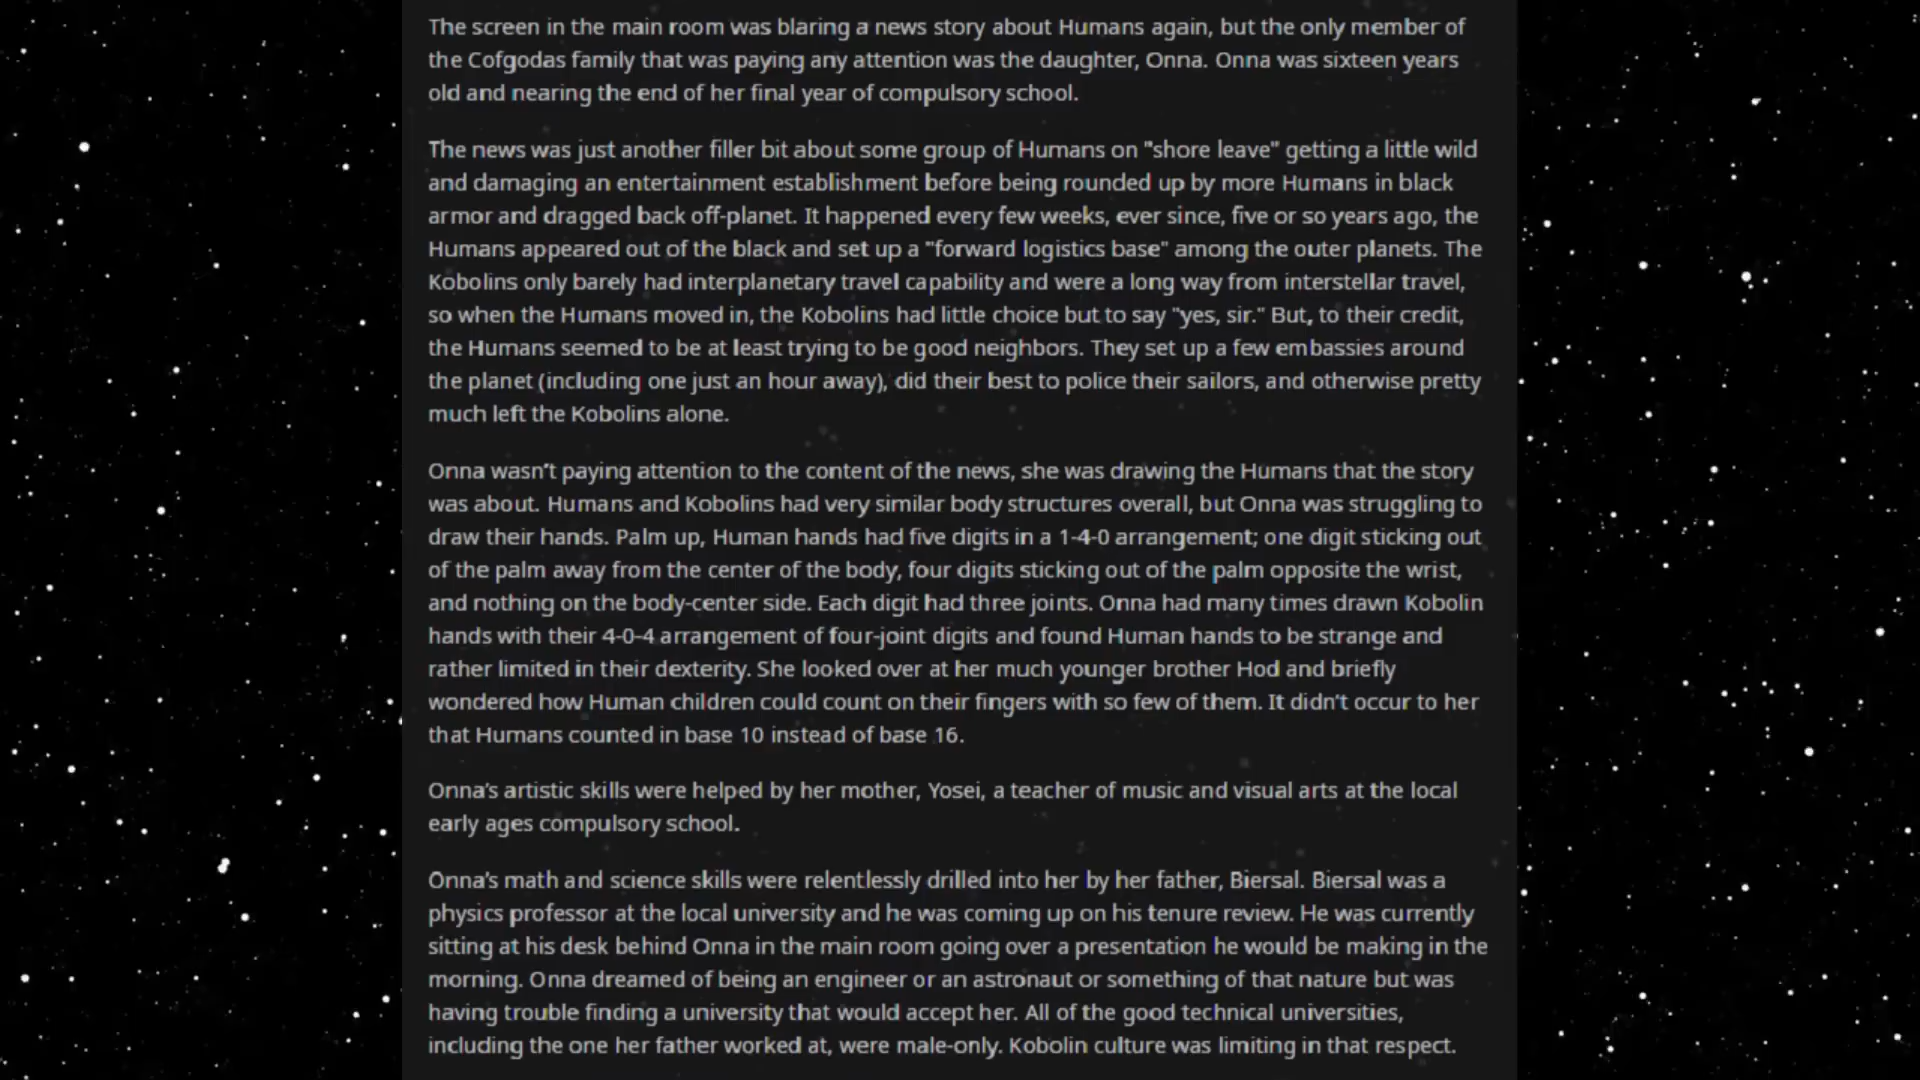 The screen in the main room was blaring a news story about Humans again, but the only member of
the Cofgodas family that was paying any attention was the daughter, Onna. Onna was sixteen years
old and nearing the end of her final year of compulsory school.
The news was just another filler bit about some group of Humans on "shore leave" getting a little wild
and damaging an entertainment establishment before being rounded up by more Humans in black
armor and dragged back off-planet. It happened every few weeks, ever since, five or so years ago, the
Humans appeared out of the black and set up a "forward logistics base" among the outer planets. The
Kobolins only barely had interplanetary travel capability and were a long way from interstellar travel,
so when the Humans moved in, the Kobolins had little choice but to say "yes, sir." But, to their credit,
the Humans seemed to be at least trying to be good neighbors. They set up a few embassies around
the planet (including one just an hour away), did their best to police their sailors, and otherwise pretty
much left the Kobolins alone.
Onna wasn't paying attention to the content of the news, she was drawing the Humans that the story
was about. Humans and Kobolins had very similar body structures overall, but Onna was struggling to
draw their hands. Palm up, Human hands had five digits in a 1-4-0 arrangement; one digit sticking out
of the palm away from the center of the body, four digits sticking out of the palm opposite the wrist,
and nothing on the body-center side. Each digit had three joints. Onna had many times drawn Kobolin
hands with their 4-0-4 arrangement of four-joint digits and found Human hands to be strange and
rather limited in their dexterity. She looked over at her much younger brother Hod and briefly
wondered how Human children could count on their fingers with so few of them. It didn't occur to her
that Humans counted in base 10 instead of base 16.
Onna's artistic skills were helped by her mother, Yosei, a teacher of music and visual arts at the local
early ages compulsory school.
Onna's math and science skills were relentlessly drilled into her by her father, Biersal. Biersal was a
physics professor at the local university and he was coming up on his tenure review. He was currently
sitting at his desk behind Onna in the main room going over a presentation he would be making in the
morning. Onna dreamed of being an engineer or an astronaut or something of that nature but was
having trouble finding a university that would accept her. All of the good technical universities,
including the one her father worked at, were male-only. Kobolin culture was limiting in that respect.